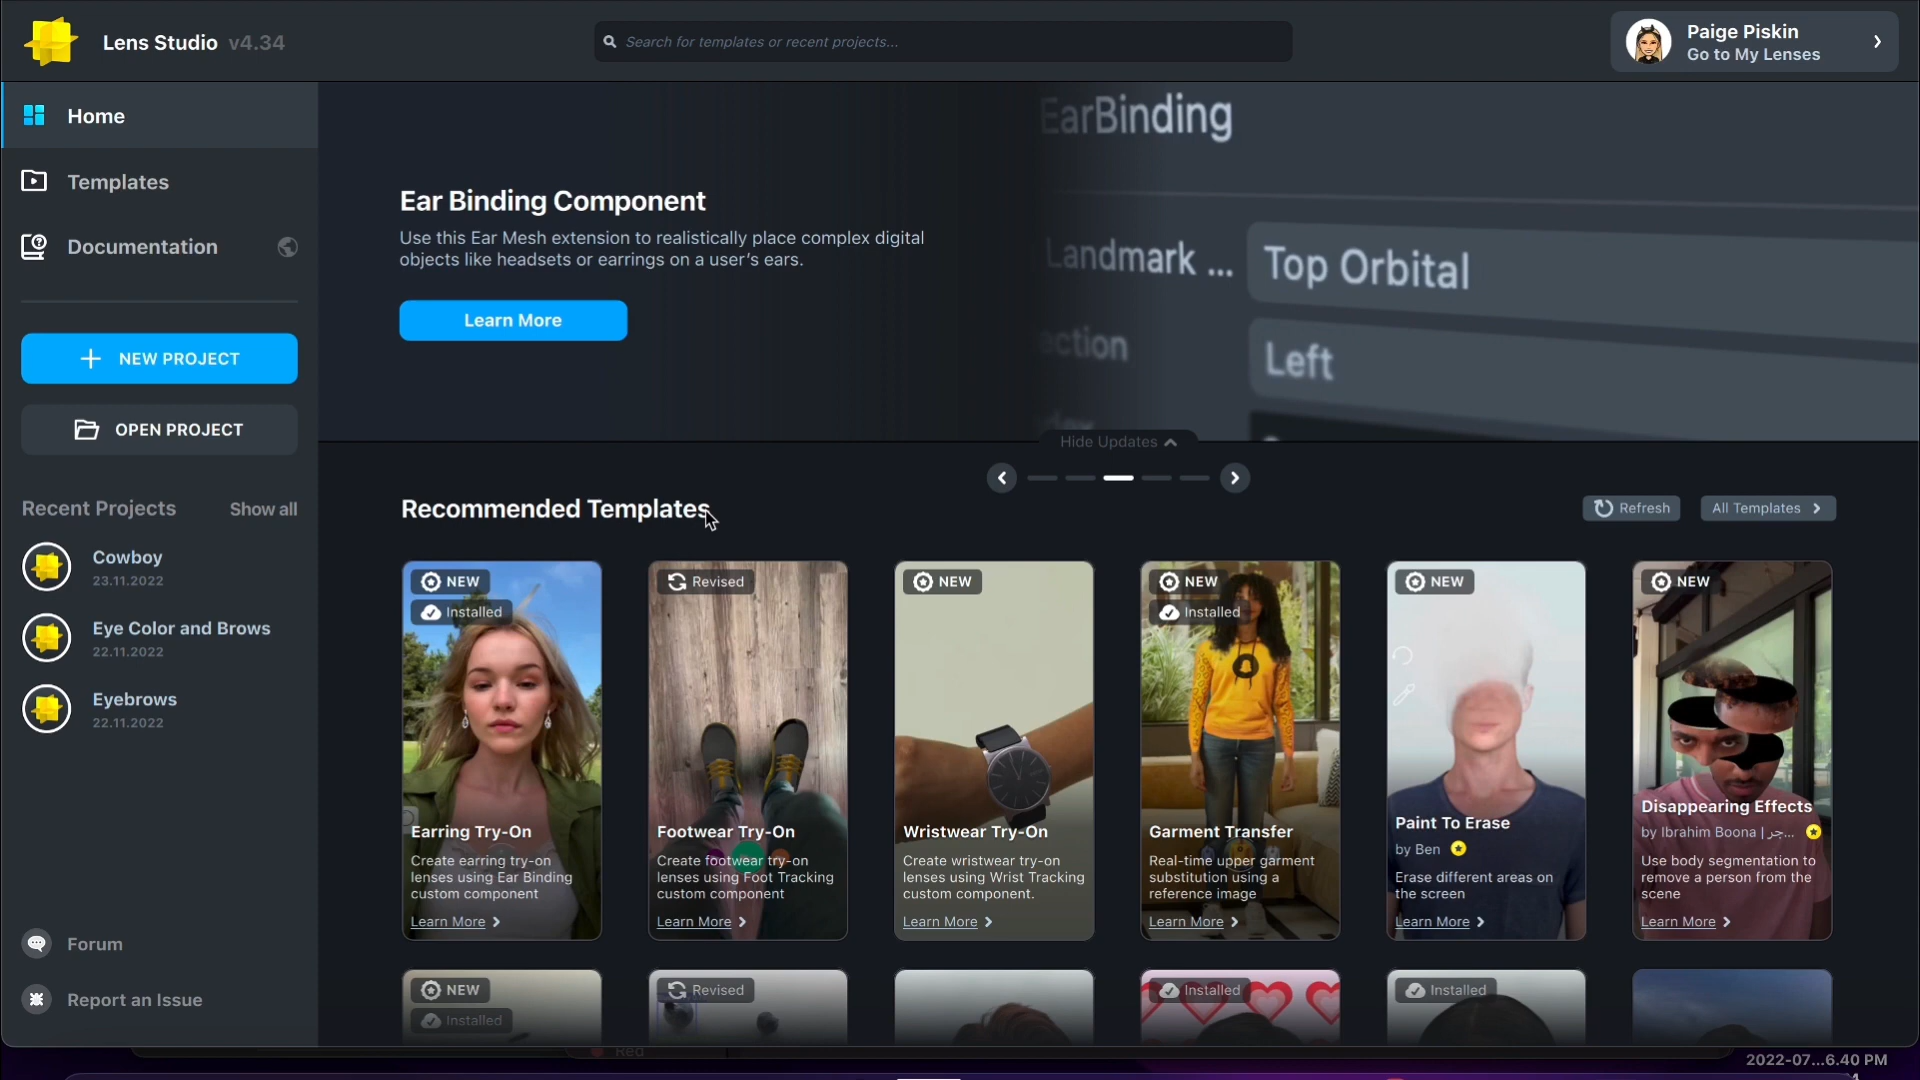 Lens Studio v4.34
Search for templates or recent projects...
Paige Piskin
Go to My Lenses
Home
Templates
Documentation
NEW PROJECT
OPEN PROJECT
Recent Projects
Show all
Cowboy
23.11.2022
Eye Color and Brows
22.11.2022
Eyebrows
22.11.2022
Forum
Report an Issue
Ear Binding Component
Use this Ear Mesh extension to realistically place complex digital
objects like headsets or earrings on a user's ears.
Learn More
EarBinding
Landmark ... Top Orbital
ection Left
Hide Updates
Recommended Templates
Refresh
All Templates
NEW
Installed
Earring Try-On
Create earring try-on
lenses using Ear Binding
custom component
Learn More
Revised
Footwear Try-On
Create footwear try-on
lenses using Foot Tracking
custom component
Learn More
NEW
Wristwear Try-On
Create wristwear try-on
lenses using Wrist Tracking
custom component.
Learn More
NEW
Installed
Garment Transfer
Real-time upper garment
substitution using a
reference image
Learn More
NEW
Paint To Erase
by Ben
Erase different areas on
the screen
Learn More
NEW
Disappearing Effects
by Ibrahim Boona | جر...
Use body segmentation to
remove a person from the
scene
Learn More
NEW
Installed
Revised
Installed
Installed
Red
2022-07...6.40 PM